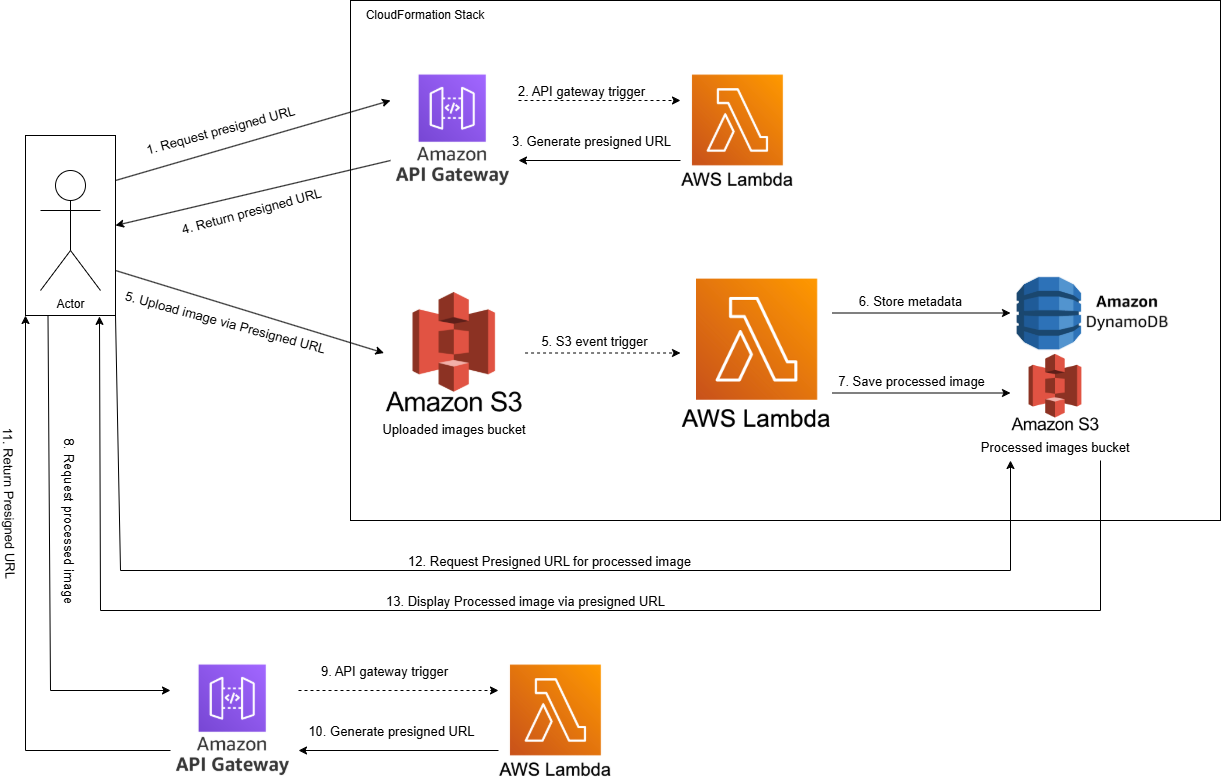 CloudFormation Stack
1. Request presigned URL
2. API gateway trigger
3. Generate presigned URL
Amazon
API Gateway
AWS Lambda
4. Return presigned URL
Actor
5. Upload image via Presigned URL
5. S3 event trigger
6. Store metadata
Amazon
DynamoDB
7. Save processed image
Amazon S3
Uploaded images bucket
AWS Lambda
Amazon S3
Processed images bucket
11. Return Presigned URL
8. Request processed image
12. Request Presigned URL for processed image
13. Display Processed image via presigned URL
9. API gateway trigger
10. Generate presigned URL
Amazon
API Gateway
AWS Lambda